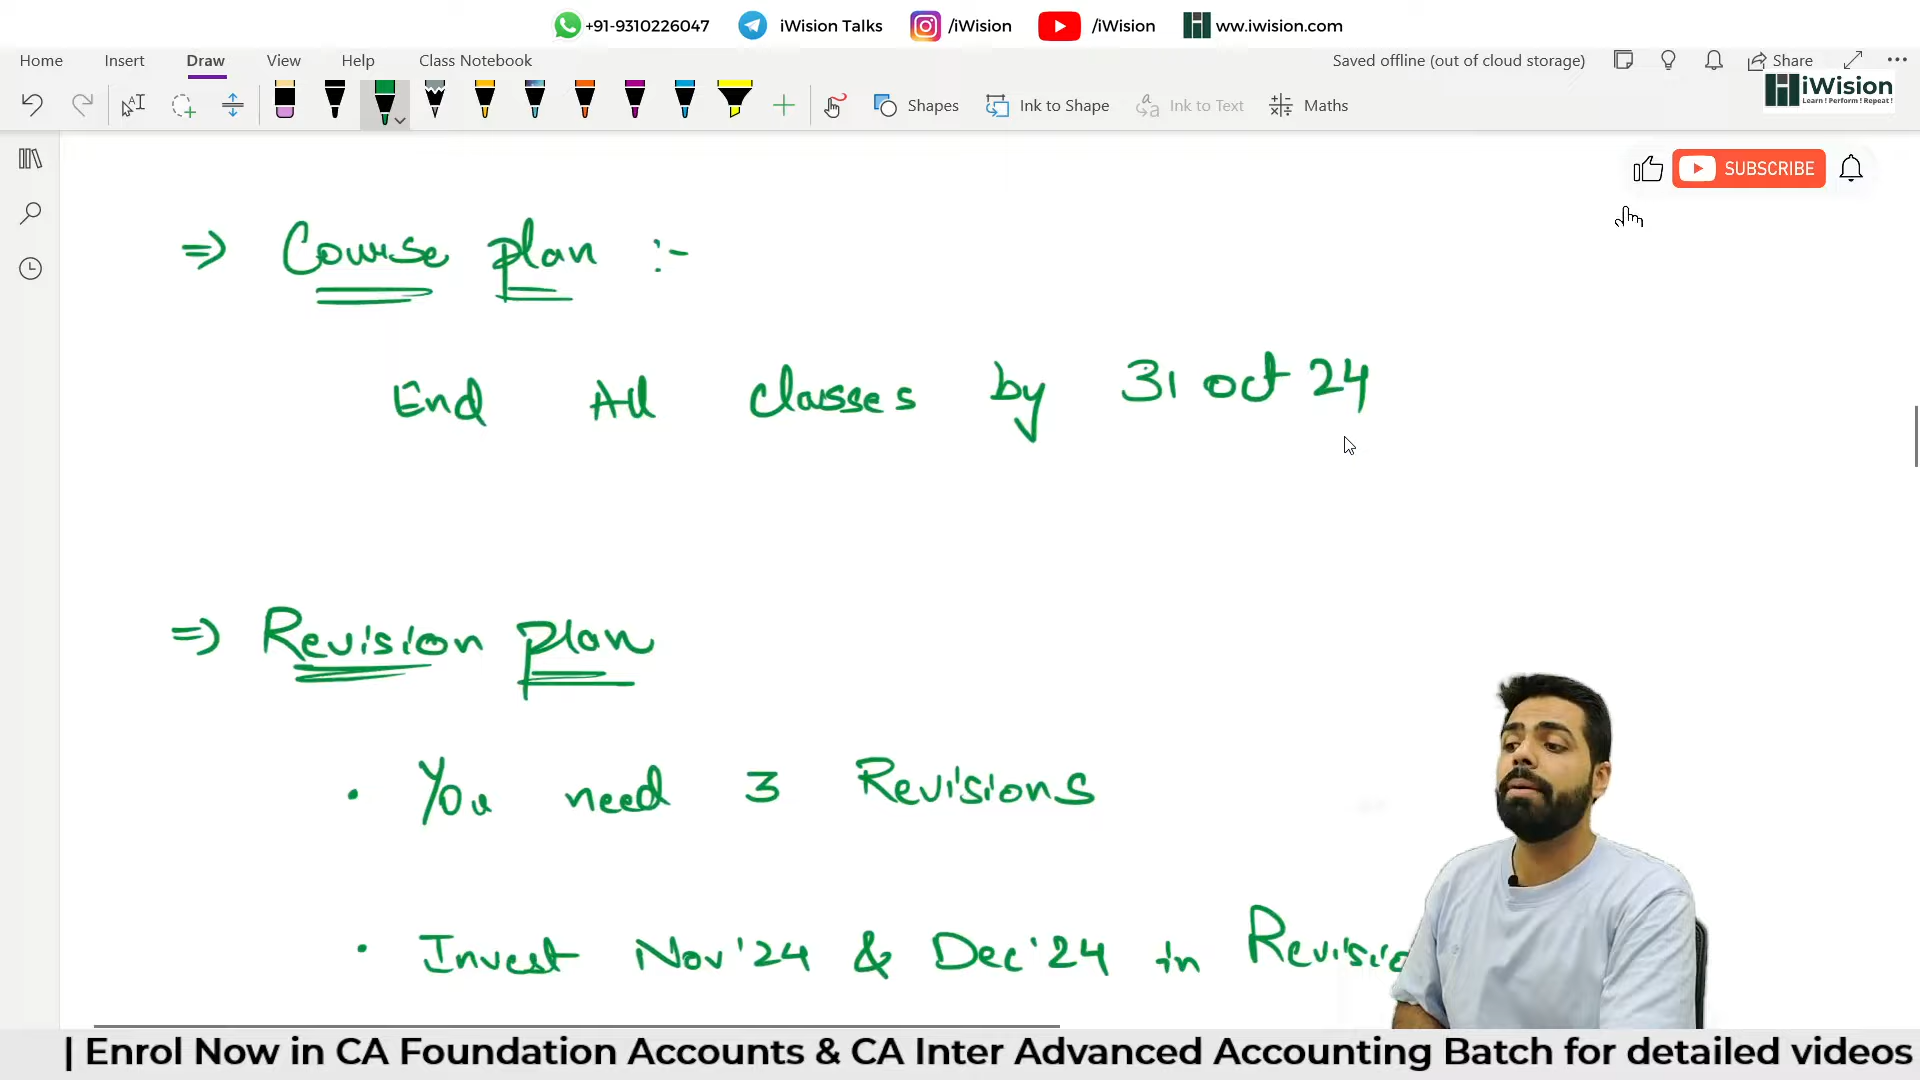 +91-9310226047 iWision Talks /iWision /iWision ww.iwision.com
Home Insert Draw View Help Class Notebook Saved offline (out of cloud storage) Share
Shapes Ink to Shape Ink to Text Maths
iWision
Learn ! Perform ! Repeat !
SUBSCRIBE
⇒ Course plan :-
End All classes by 31 oct 24
⇒ Revision plan
• You need 3 Revisions
• Invest Nov'24 & Dec'24 in Revisio
| Enrol Now in CA Foundation Accounts & CA Inter Advanced Accounting Batch for detailed videos